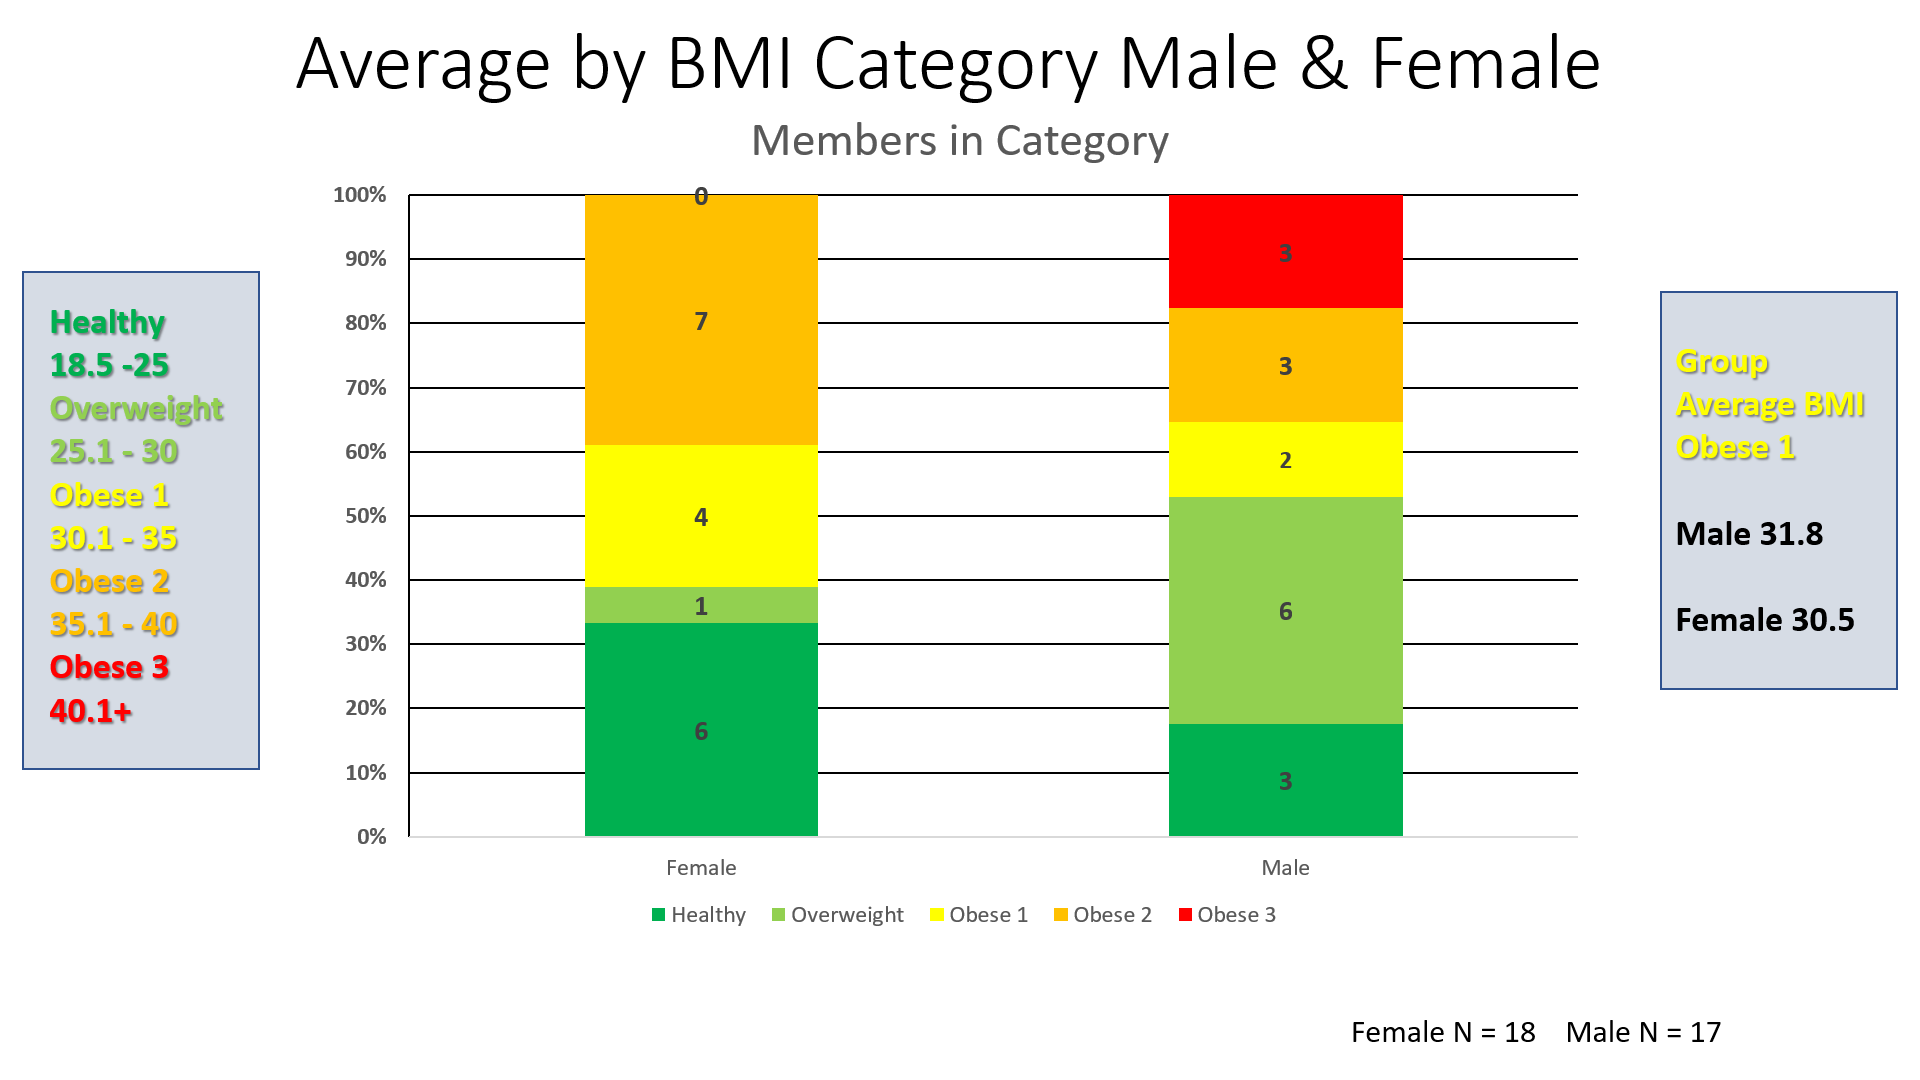 Average by BMI Category Male & Female
Members in Category
Healthy
18.5 -25
Overweight
25.1 - 30
Obese 1
30.1 - 35
Obese 2
35.1 - 40
Obese 3
40.1+
100%
90%
80%
70%
60%
50%
40%
30%
20%
10%
0%
0
7
4
1
6
3
3
2
6
3
Female
Male
Healthy Overweight Obese 1 Obese 2 Obese 3
Group
Average BMI
Obese 1
Male 31.8
Female 30.5
Female N = 18 Male N = 17